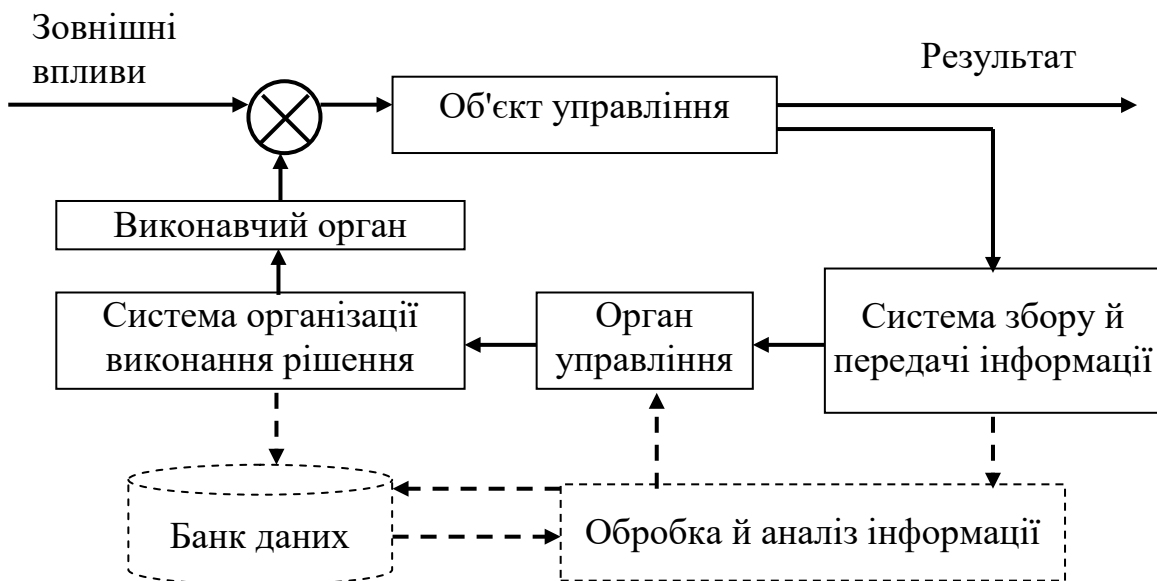 Зовнішні
впливи
Результат
Об'єкт управління
Виконавчий орган
Система організації
виконання рішення
Орган
управління
Система збору й
передачі інформації
Банк даних
Обробка й аналіз інформації